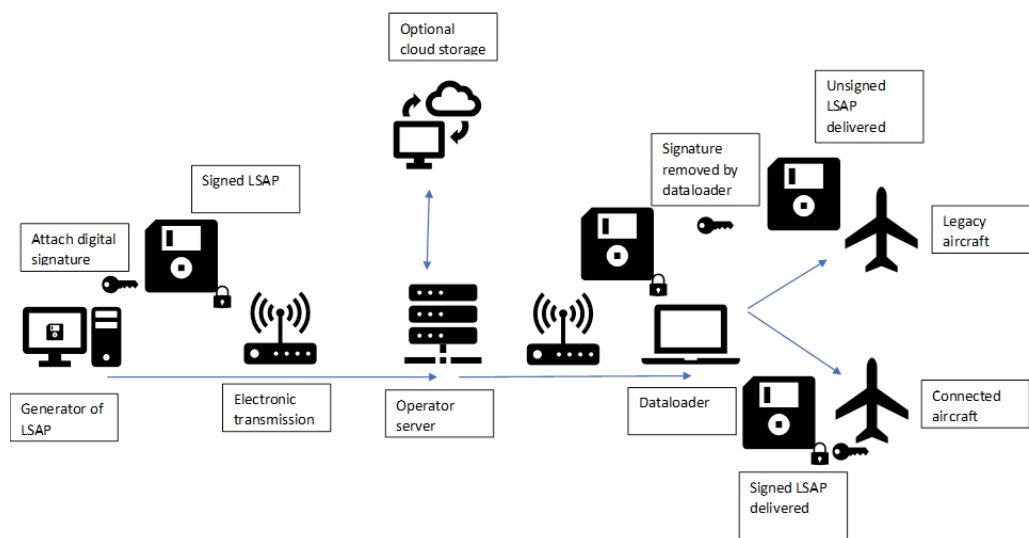 Optional
cloud storage
Unsigned
LSAP
delivered
Signature
removed by
dataloader
Signed LSAP
Attach digital
signature
Legacy
aircraft
Generator of
LSAP
Electronic
transmission
Operator
server
Dataloader
Connected
aircraft
Signed LSAP
delivered